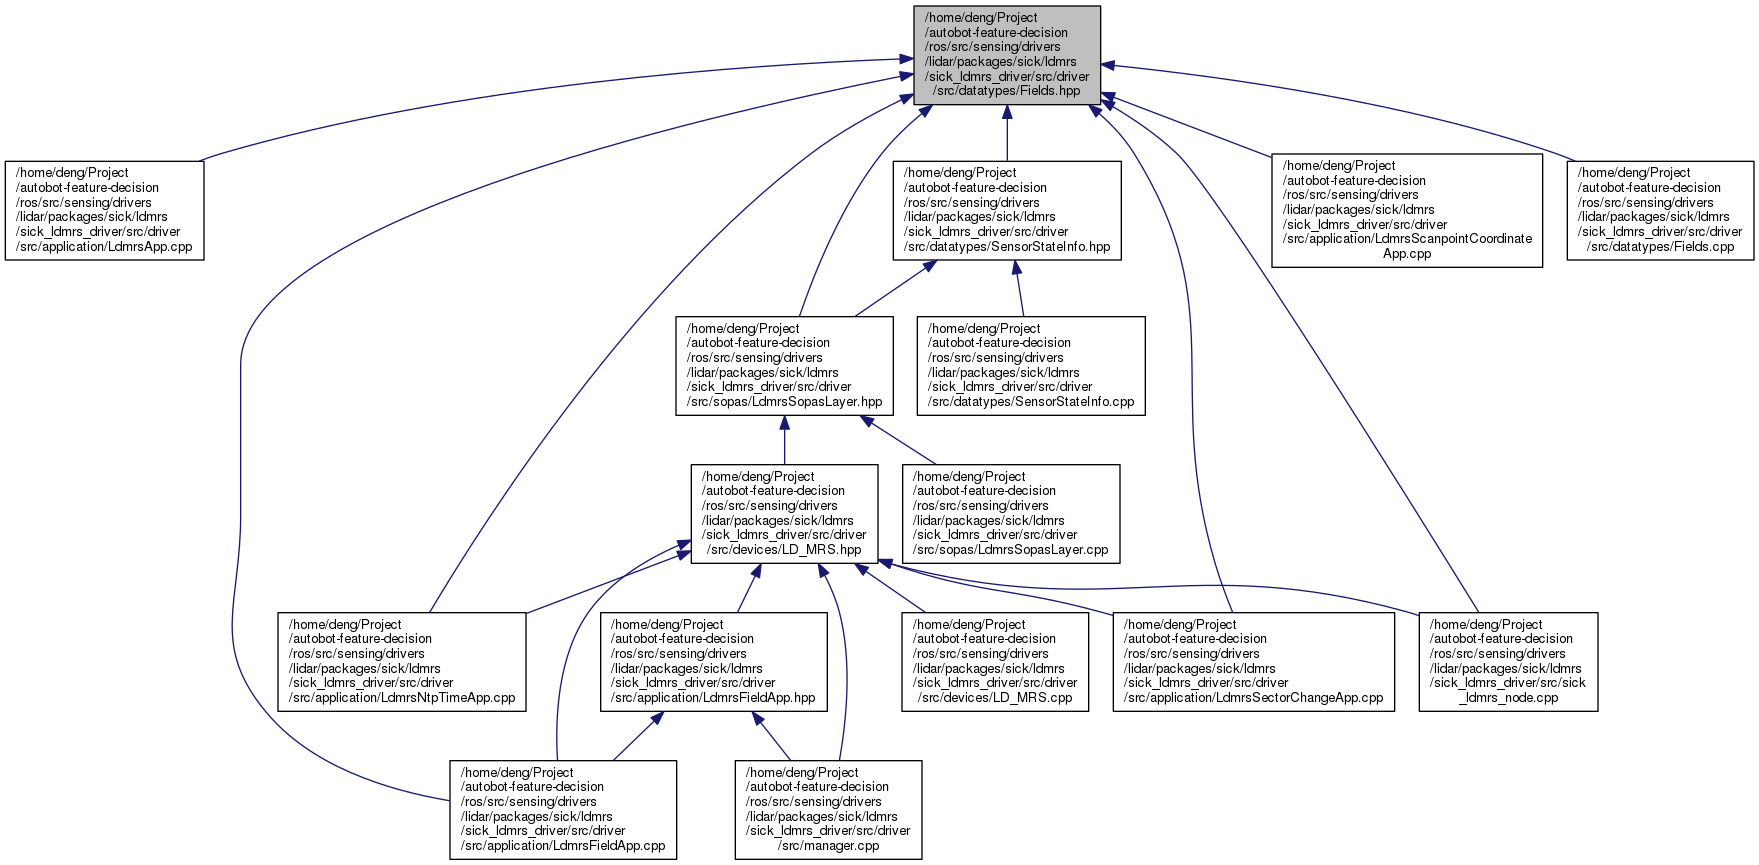 /home/deng/Project
/autobot-feature-decision
/ros/src/sensing/drivers
/lidar/packages/sick/ldmrs
/sick_ldmrs_driver/src/driver
/src/datatypes/Fields.hpp
/home/deng/Project
/autobot-feature-decision
/ros/src/sensing/drivers
/lidar/packages/sick/ldmrs
/sick_ldmrs_driver/src/driver
/src/application/LdmrsApp.cpp
/home/deng/Project
/autobot-feature-decision
/ros/src/sensing/drivers
/lidar/packages/sick/ldmrs
/sick_ldmrs_driver/src/driver
/src/datatypes/SensorStateInfo.hpp
/home/deng/Project
/autobot-feature-decision
/ros/src/sensing/drivers
/lidar/packages/sick/ldmrs
/sick_ldmrs_driver/src/driver
/src/application/LdmrsScanpointCoordinate
App.cpp
/home/deng/Project
/autobot-feature-decision
/ros/src/sensing/drivers
/lidar/packages/sick/ldmrs
/sick_ldmrs_driver/src/driver
/src/datatypes/Fields.cpp
/home/deng/Project
/autobot-feature-decision
/ros/src/sensing/drivers
/lidar/packages/sick/ldmrs
/sick_ldmrs_driver/src/driver
/src/sopas/LdmrsSopasLayer.hpp
/home/deng/Project
/autobot-feature-decision
/ros/src/sensing/drivers
/lidar/packages/sick/ldmrs
/sick_ldmrs_driver/src/driver
/src/datatypes/SensorStateInfo.cpp
/home/deng/Project
/autobot-feature-decision
/ros/src/sensing/drivers
/lidar/packages/sick/ldmrs
/sick_ldmrs_driver/src/driver
/src/devices/LD_MRS.hpp
/home/deng/Project
/autobot-feature-decision
/ros/src/sensing/drivers
/lidar/packages/sick/ldmrs
/sick_ldmrs_driver/src/driver
/src/sopas/LdmrsSopasLayer.cpp
/home/deng/Project
/autobot-feature-decision
/ros/src/sensing/drivers
/lidar/packages/sick/ldmrs
/sick_ldmrs_driver/src/driver
/src/application/LdmrsNtpTimeApp.cpp
/home/deng/Project
/autobot-feature-decision
/ros/src/sensing/drivers
/lidar/packages/sick/ldmrs
/sick_ldmrs_driver/src/driver
/src/application/LdmrsFieldApp.hpp
/home/deng/Project
/autobot-feature-decision
/ros/src/sensing/drivers
/lidar/packages/sick/ldmrs
/sick_ldmrs_driver/src/driver
/src/devices/LD_MRS.cpp
/home/deng/Project
/autobot-feature-decision
/ros/src/sensing/drivers
/lidar/packages/sick/ldmrs
/sick_ldmrs_driver/src/driver
/src/application/LdmrsSectorChangeApp.cpp
/home/deng/Project
/autobot-feature-decision
/ros/src/sensing/drivers
/lidar/packages/sick/ldmrs
/sick_ldmrs_driver/src/sick
_ldmrs_node.cpp
/home/deng/Project
/autobot-feature-decision
/ros/src/sensing/drivers
/lidar/packages/sick/ldmrs
/sick_ldmrs_driver/src/driver
/src/application/LdmrsFieldApp.cpp
/home/deng/Project
/autobot-feature-decision
/ros/src/sensing/drivers
/lidar/packages/sick/ldmrs
/sick_ldmrs_driver/src/driver
/src/manager.cpp